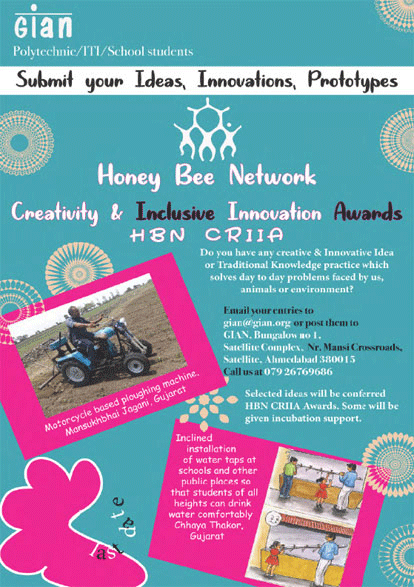 GIAN
Polytechnic/ITI/School students
Submit your Ideas, Innovations, Prototypes
Honey Bee Network
Creativity & Inclusive Innovation Awards
HBN CRIIA
Do you have any creative & Innovative Idea
or Traditional Knowledge practice which
solves day to day problems faced by us,
animals or environment?
Email your entries to
gian@gian.org or post them to
GIAN, Bungalow no 1,
Satellite Complex, Nr. Mansi Crossroads,
Satellite, Ahmedabad 380015
Call us at 079 26769686
Motorcycle based ploughing machine,
Mansukhbhai Jagani, Gujarat
Selected ideas will be conferred
HBN CRIIA Awards. Some will be
given incubation support.
Inclined
installation
of water taps at
schools and other
public places so
that students of all
heights can drink
water comfortably
Chhaya Thakor,
Gujarat
last date